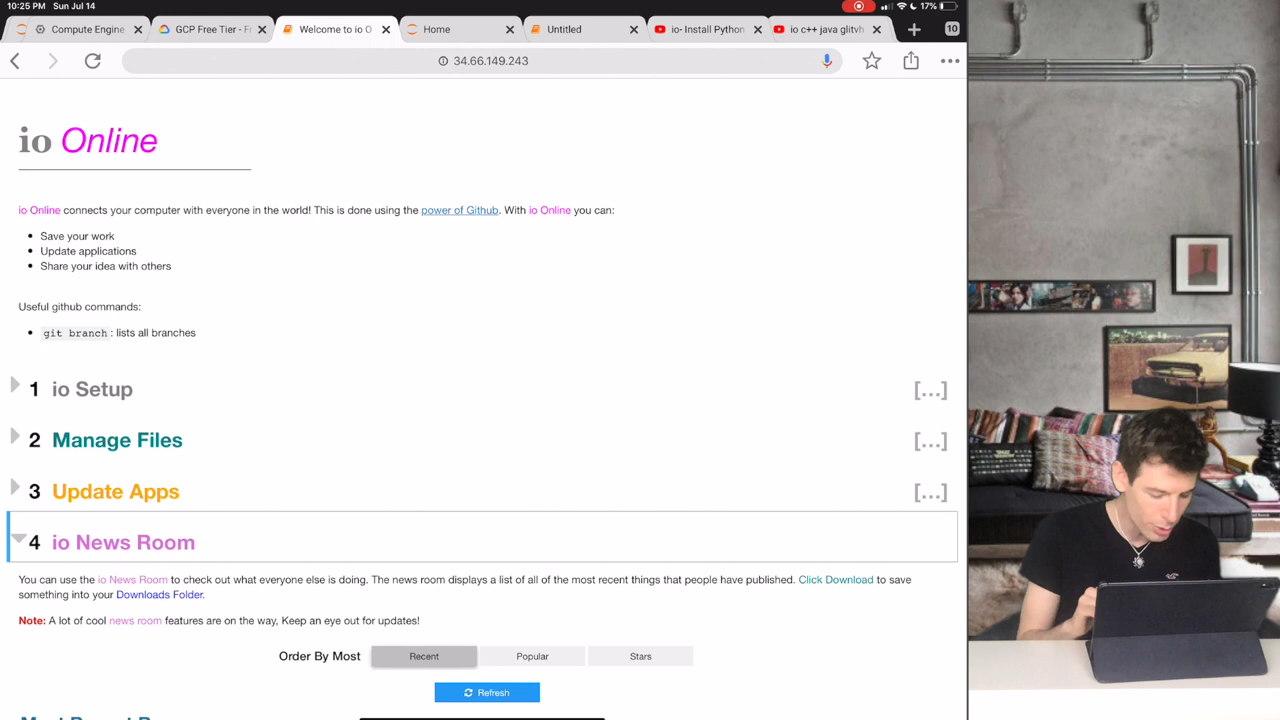 10:25 PM Sun Jul 14
17%
Compute Engine
GCP Free Tier - F
Welcome to io O
Home
Untitled
io- Install Python
io c++ java glitvh
10
34.66.149.243
io Online
io Online connects your computer with everyone in the world! This is done using the power of Github. With io Online you can:
Save your work
Update applications
Share your idea with others
Useful github commands:
git branch : lists all branches
1 io Setup [...]
2 Manage Files [...]
3 Update Apps [...]
4 io News Room
You can use the io News Room to check out what everyone else is doing. The news room displays a list of all of the most recent things that people have published. Click Download to save
something into your Downloads Folder.
Note: A lot of cool news room features are on the way, Keep an eye out for updates!
Order By Most Recent Popular Stars
Refresh